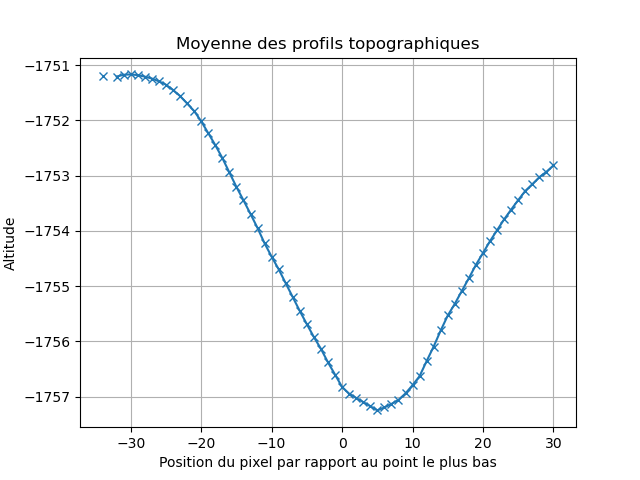 Moyenne des profils topographiques
−1751
−1752
−1753
−1754
−1755
−1756
−1757
Altitude
−30 −20 −10 0 10 20 30
Position du pixel par rapport au point le plus bas